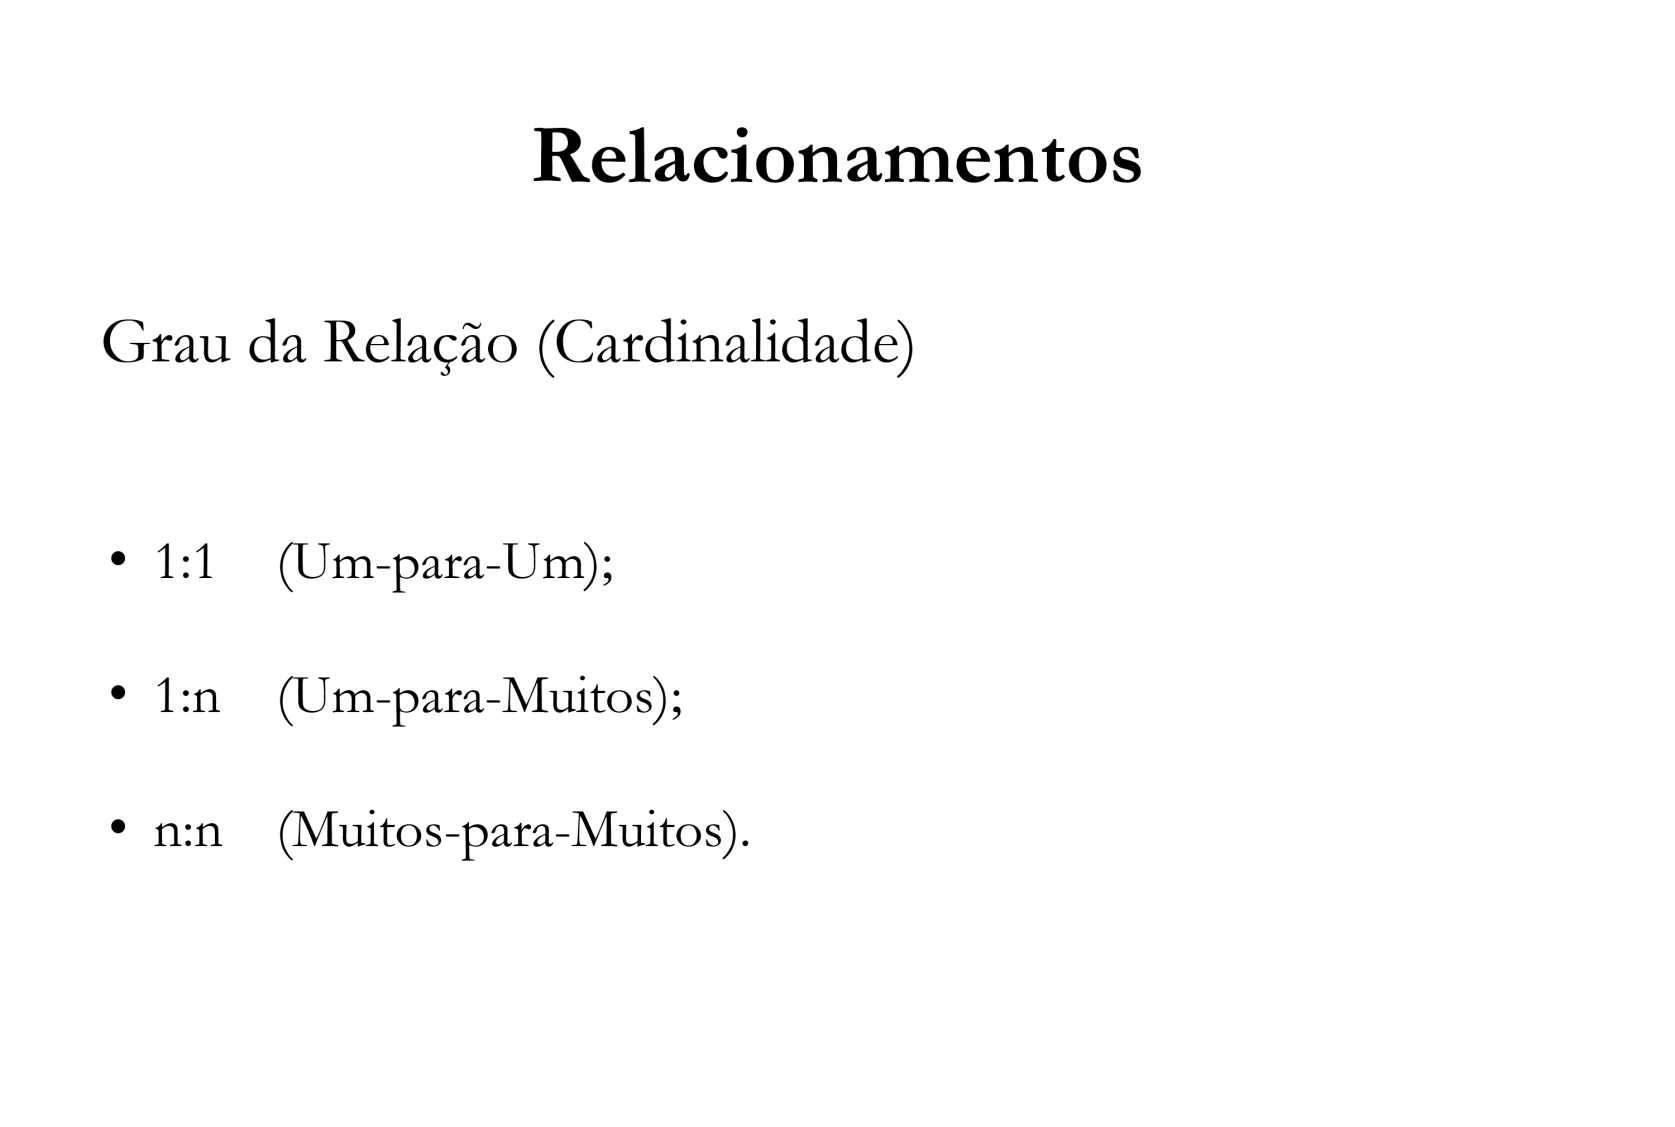 Relacionamentos
Grau da Relação (Cardinalidade)
• 1:1 (Um-para-Um);
• 1:n (Um-para-Muitos);
• n:n (Muitos-para-Muitos).